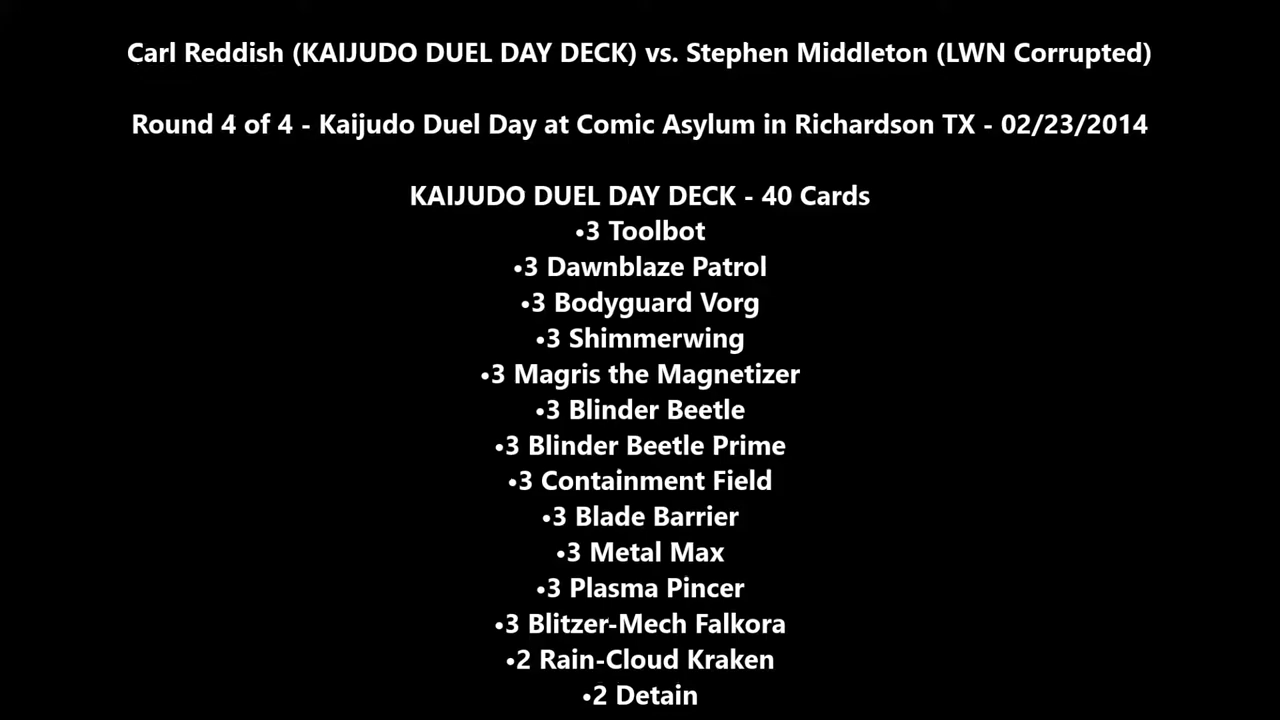 Carl Reddish (KAIJUDO DUEL DAY DECK) vs. Stephen Middleton (LWN Corrupted)
Round 4 of 4 - Kaijudo Duel Day at Comic Asylum in Richardson TX - 02/23/2014
KAIJUDO DUEL DAY DECK - 40 Cards
•3 Toolbot
•3 Dawnblaze Patrol
•3 Bodyguard Vorg
•3 Shimmerwing
•3 Magris the Magnetizer
•3 Blinder Beetle
•3 Blinder Beetle Prime
•3 Containment Field
•3 Blade Barrier
•3 Metal Max
•3 Plasma Pincer
•3 Blitzer-Mech Falkora
•2 Rain-Cloud Kraken
•2 Detain